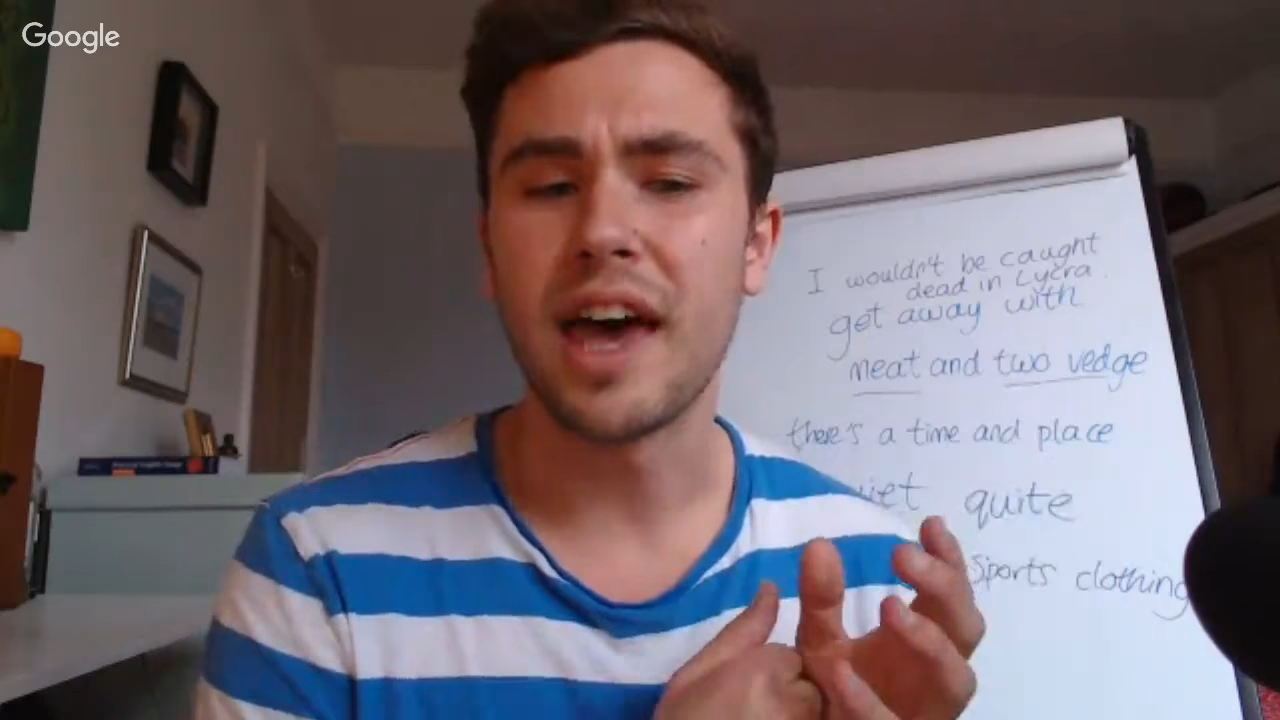 Google
I wouldn't be caught
dead in Lycra.
get away with
meat and two vedge
there's a time and place
quite
Sports clothing